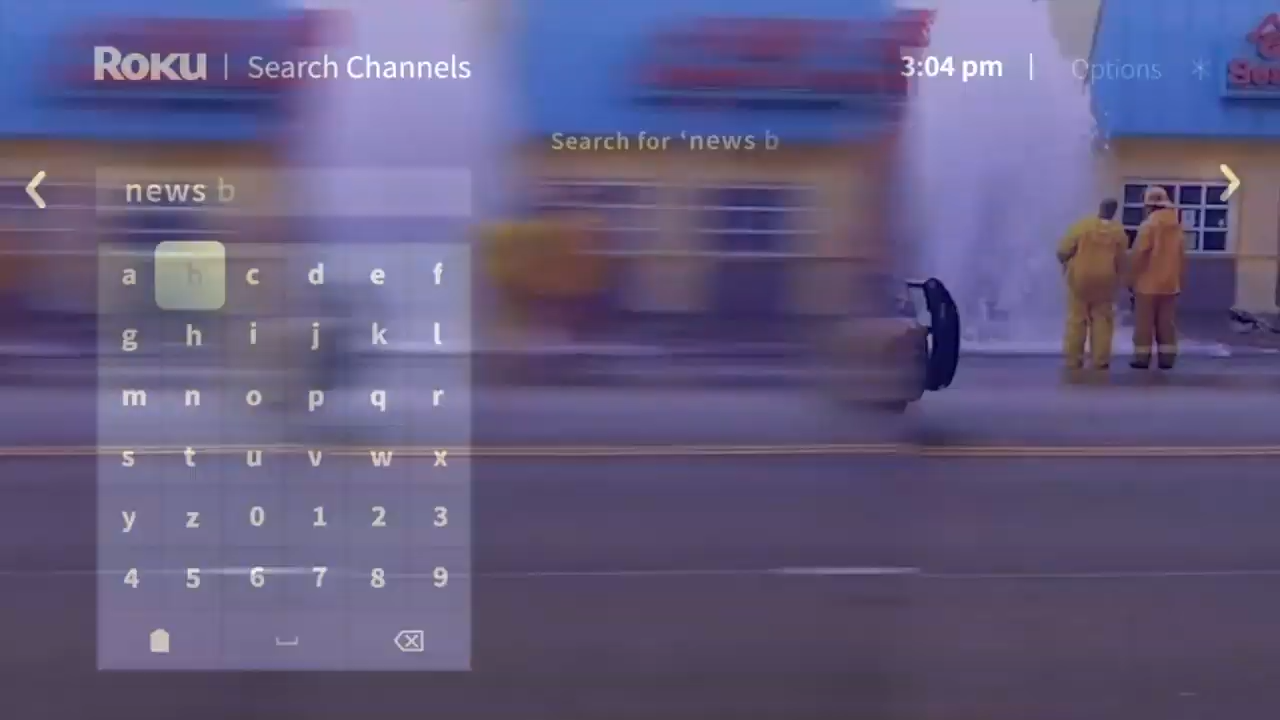 Roku | Search Channels
3:04 pm | Options *
Search for ‘news b
news b
a b c d e f
g h i j k l
m n o p q r
s t u v w x
y z 0 1 2 3
4 5 6 7 8 9